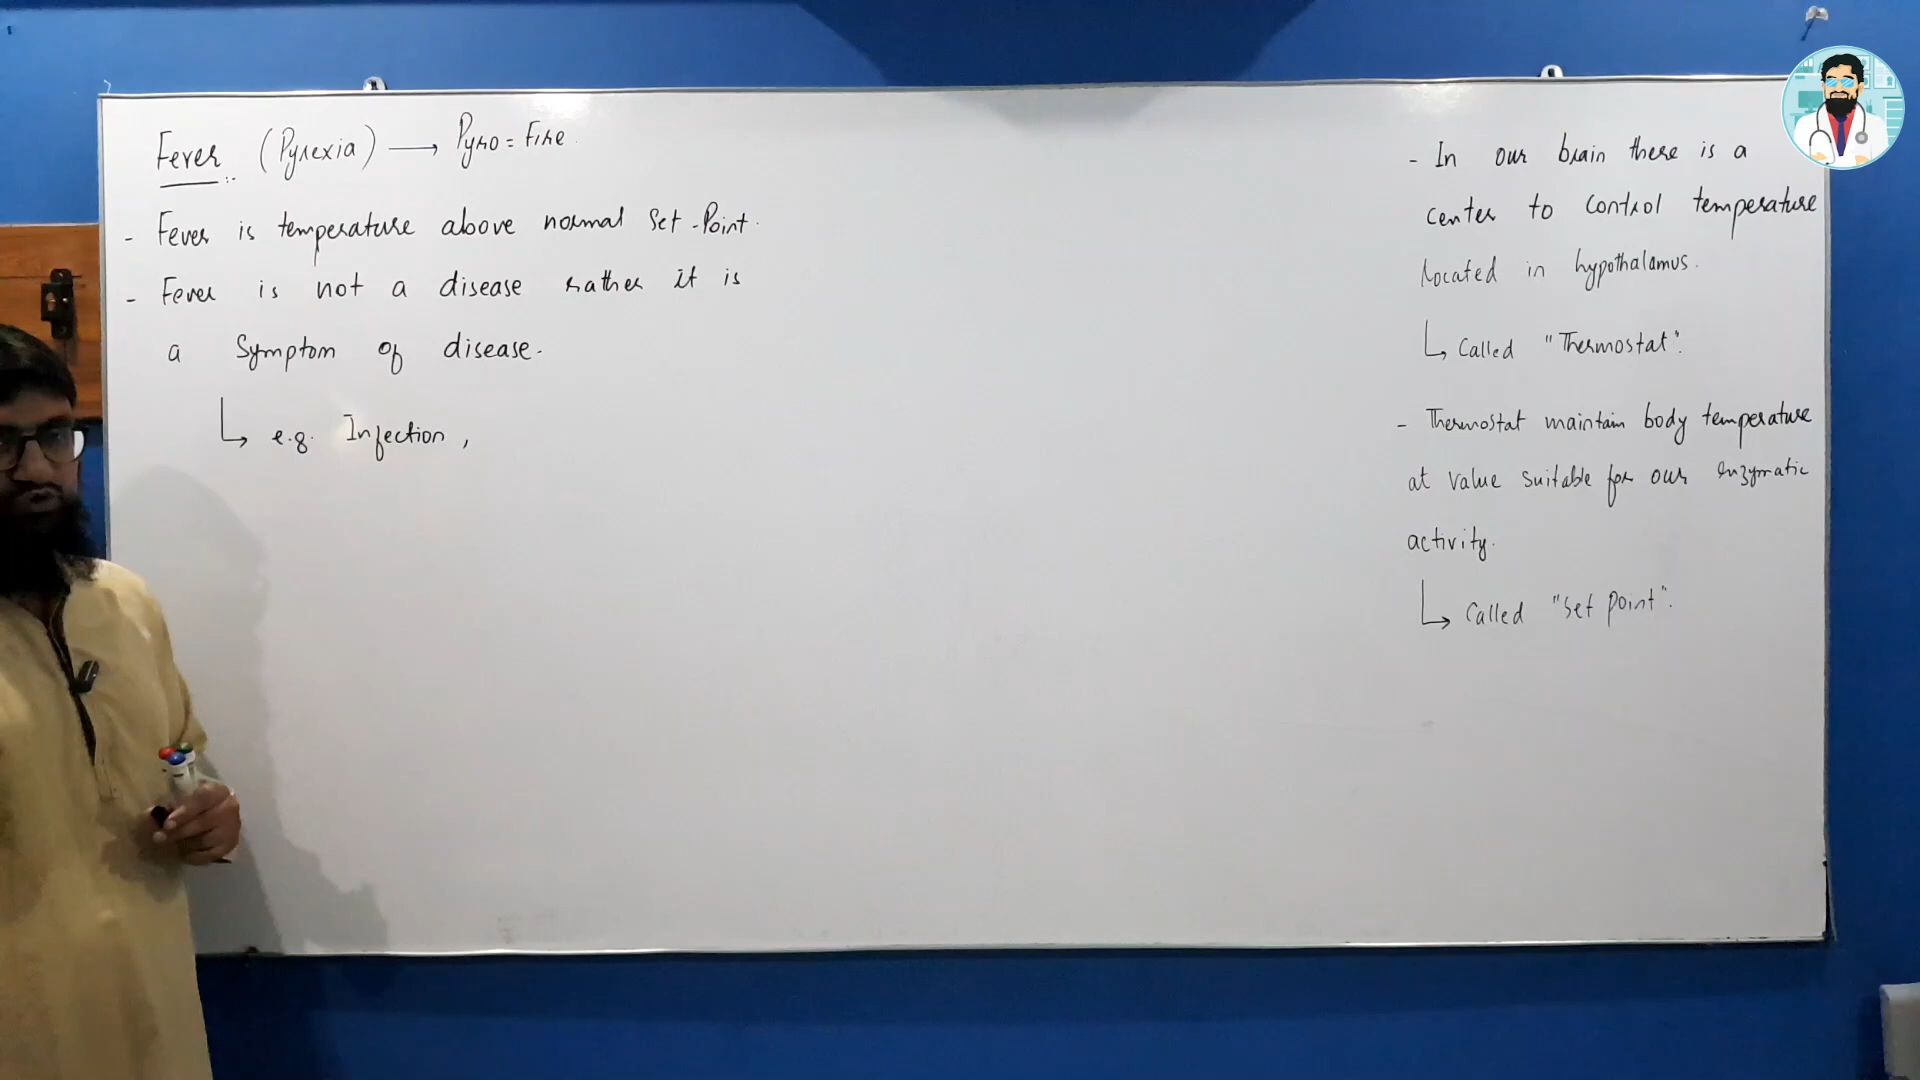 Fever :- (Pyrexia) → Pyro = Fire.
- Fever is temperature above normal Set-Point.
- Fever is not a disease rather it is
a Symptom of disease.
↳ e.g. Infection,
- In our brain there is a
center to control temperature
located in hypothalamus.
↳ Called "Thermostat".
- Thermostat maintain body temperature
at value suitable for our enzymatic
activity.
↳ Called "Set point".